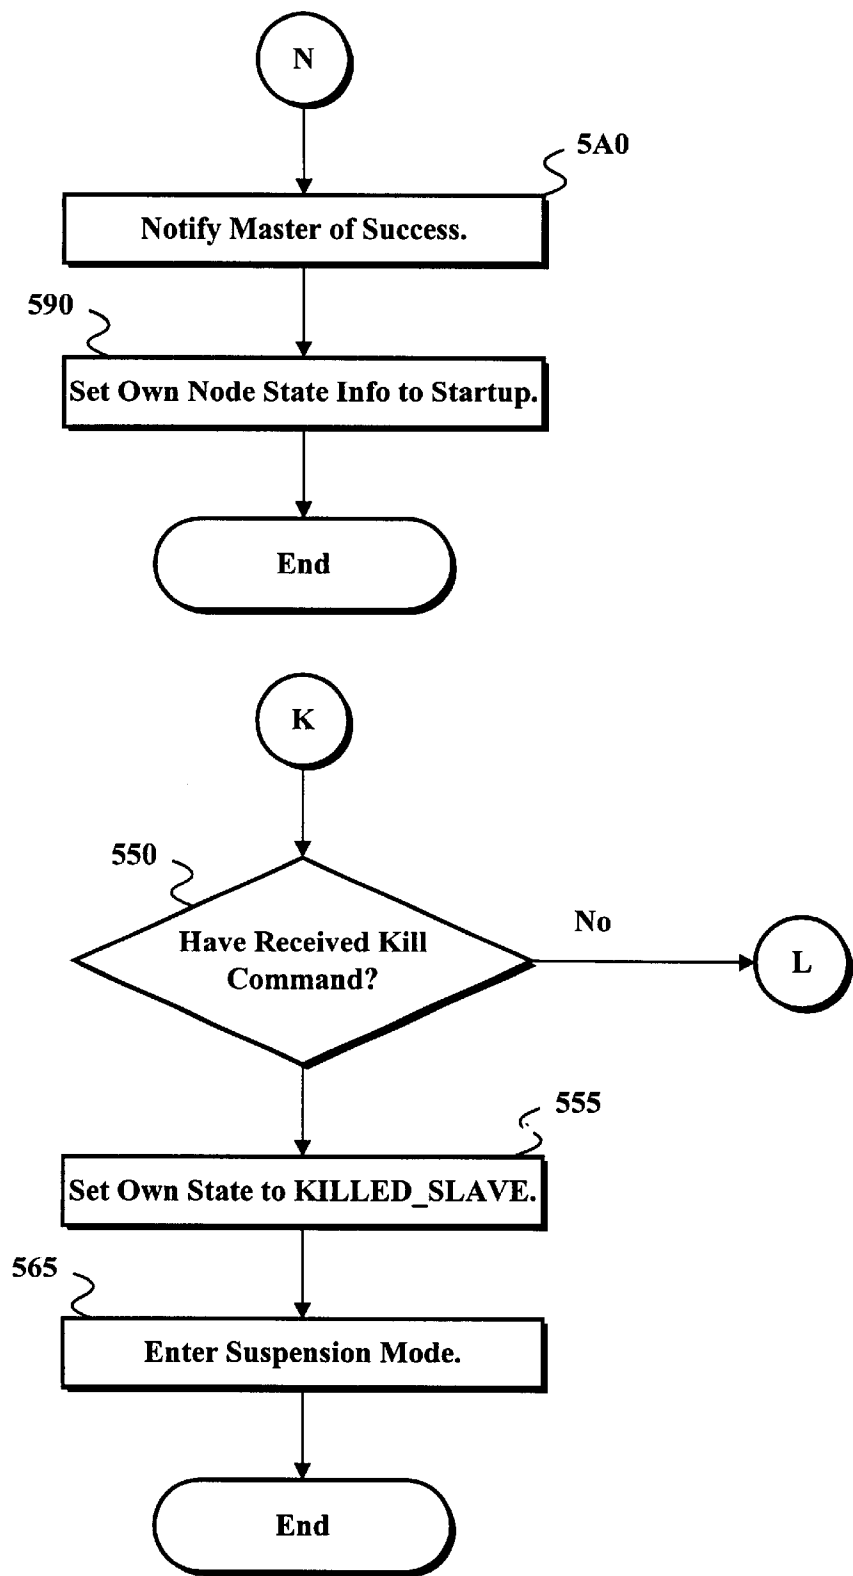 N
5A0
Notify Master of Success.
590
Set Own Node State Info to Startup.
End
K
550
Have Received Kill
Command?
No
L
555
Set Own State to KILLED_SLAVE.
565
Enter Suspension Mode.
End